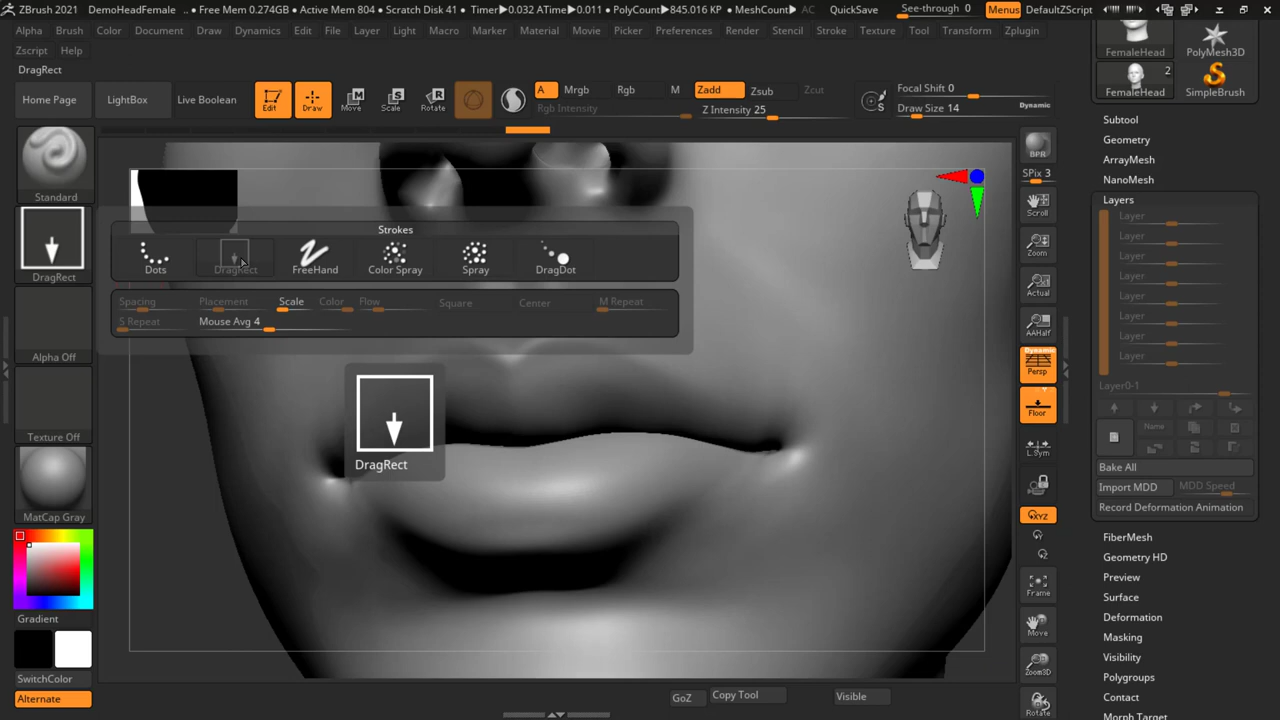 ZBrush 2021 DemoHeadFemale .. • Free Mem 0.274GB • Active Mem 804 • Scratch Disk 41 • Timer▶0.032 ATime▶0.011 • PolyCount▶845.016 KP • MeshCount▶ AC QuickSave See-through 0 Menus DefaultZScript
Alpha Brush Color Document Draw Dynamics Edit File Layer Light Macro Marker Material Movie Picker Preferences Render Stencil Stroke Texture Tool Transform Zplugin
Zscript Help
DragRect
Home Page LightBox Live Boolean Edit Draw Move Scale Rotate
A Mrgb Rgb M Zadd Zsub Zcut
Rgb Intensity Z Intensity 25
Focal Shift 0
Draw Size 14 Dynamic
S
Standard
DragRect
Alpha Off
Texture Off
MatCap Gray
Gradient
SwitchColor
Alternate
Strokes
Dots DragRect FreeHand Color Spray Spray DragDot
Spacing Placement Scale Color Flow Square Center M Repeat
S Repeat Mouse Avg 4
DragRect
GoZ Copy Tool Visible
BPR
SPix 3
Scroll
Zoom
Actual
AAHalf
Dynamic
Persp
Floor
L.Sym
XYZ
Y
Z
Frame
Move
Zoom3D
Rotate
FemaleHead PolyMesh3D
2
FemaleHead SimpleBrush
Subtool
Geometry
ArrayMesh
NanoMesh
Layers
Layer
Layer
Layer
Layer
Layer
Layer
Layer
Layer
Layer0-1
Name
Bake All
Import MDD MDD Speed
Record Deformation Animation
FiberMesh
Geometry HD
Preview
Surface
Deformation
Masking
Visibility
Polygroups
Contact
Morph Target